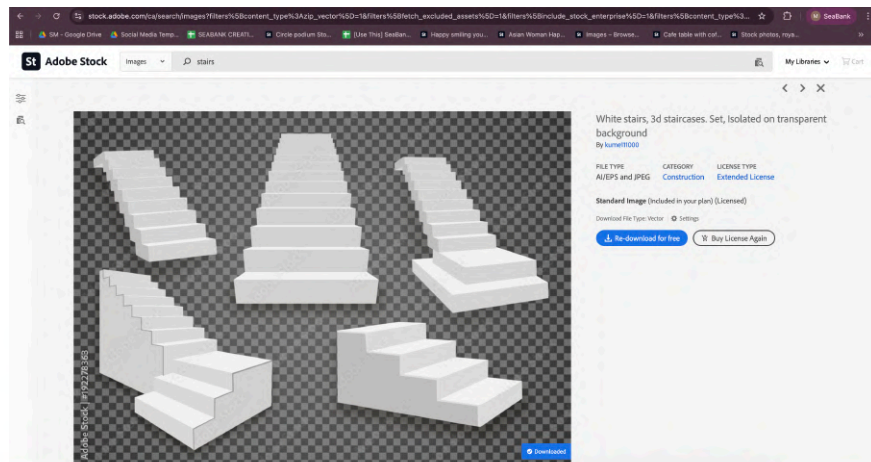 stock.adobe.com/ca/search/images?filters%5Bcontent_type%3Azip_vector%5D=1&filters%5Bfetch_excluded_assets%5D=1&filters%5Binclude_stock_enterprise%5D=1&filters%5Bcontent_type%3...
SeaBank
SM - Google Drive
Social Media Temp...
SEABANK CREATI...
Circle podium Sto...
[Use This] SeaBan...
Happy smiling you...
Asian Woman Hap...
Images – Browse...
Cafe table with cof...
Stock photos, roya...
St Adobe Stock
Images
stairs
My Libraries
Cart
White stairs, 3d staircases. Set, Isolated on transparent
background
By kume111000
FILE TYPE
CATEGORY
LICENSE TYPE
AI/EPS and JPEG
Construction
Extended License
Standard Image (Included in your plan) (Licensed)
Download File Type: Vector
Settings
Re-download for free
Buy License Again
Adobe Stock | #192278363
Downloaded